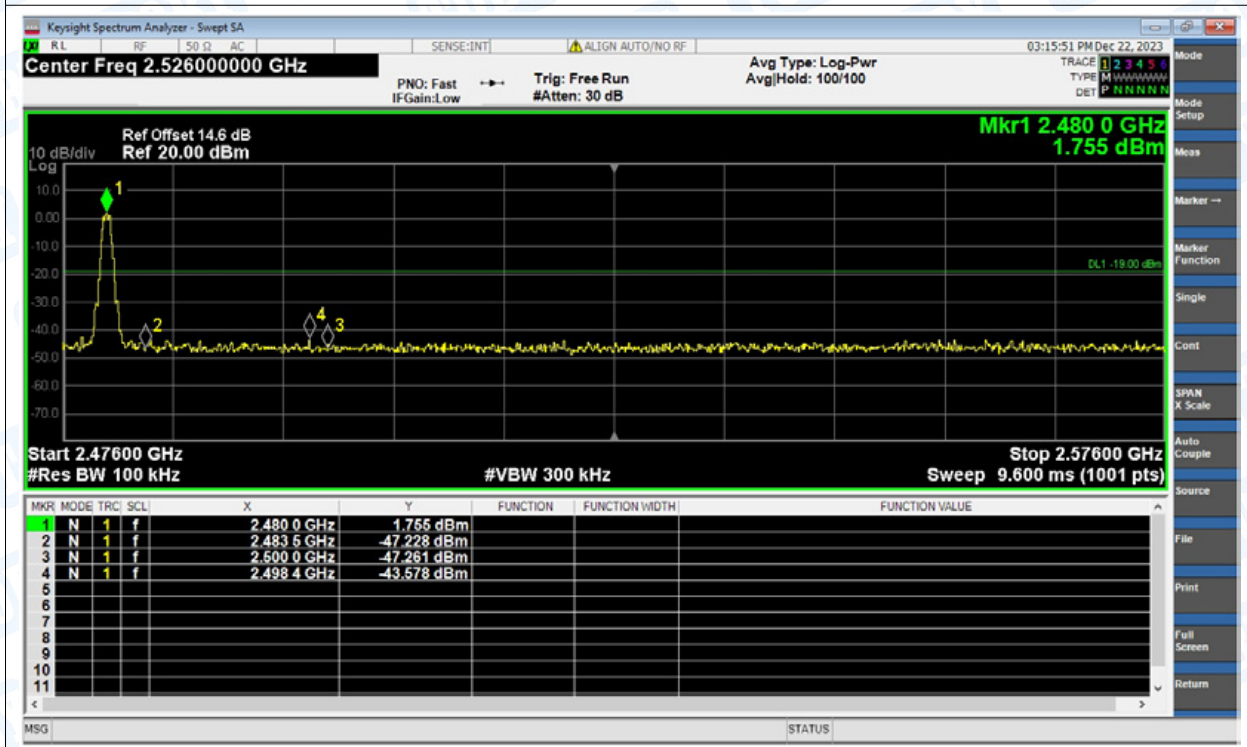 Keysight Spectrum Analyzer - Swept SA
RL RF 50 Ω AC SENSE:INT ALIGN AUTO/NO RF 03:15:51 PM Dec 22, 2023
Center Freq 2.526000000 GHz
PNO: Fast
IFGain:Low
Trig: Free Run
#Atten: 30 dB
Avg Type: Log-Pwr
Avg|Hold: 100/100
TRACE 1 2 3 4 5 6
TYPE M WWWWW
DET P N N N N N
Ref Offset 14.6 dB
10 dB/div Ref 20.00 dBm
Log
Mkr1 2.480 0 GHz
1.755 dBm
10.0
0.00
-10.0
-20.0
-30.0
-40.0
-50.0
-60.0
-70.0
1
2
4
3
DL1 -19.00 dBm
Start 2.47600 GHz Stop 2.57600 GHz
#Res BW 100 kHz #VBW 300 kHz Sweep 9.600 ms (1001 pts)
MKR MODE TRC SCL X Y FUNCTION FUNCTION WIDTH FUNCTION VALUE
1 N 1 f 2.480 0 GHz 1.755 dBm
2 N 1 f 2.483 5 GHz -47.228 dBm
3 N 1 f 2.500 0 GHz -47.261 dBm
4 N 1 f 2.498 4 GHz -43.578 dBm
5
6
7
8
9
10
11
MSG STATUS
Mode
Mode Setup
Meas
Marker →
Marker Function
Single
Cont
SPAN X Scale
Auto Couple
Source
File
Print
Full Screen
Return